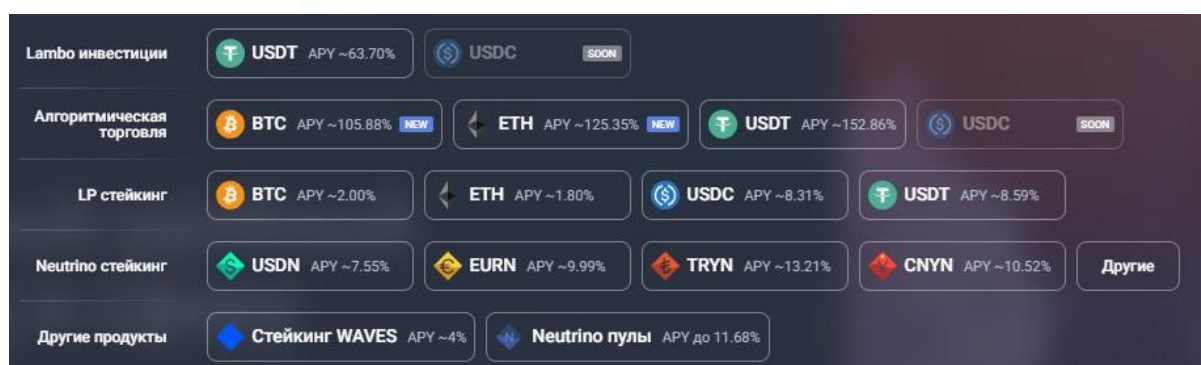 Lambo инвестиции USDT APY ~63.70% USDC SOON
Алгоритмическая
торговля BTC APY ~105.88% NEW ETH APY ~125.35% NEW USDT APY ~152.86% USDC SOON
LP стейкинг BTC APY ~2.00% ETH APY ~1.80% USDC APY ~8.31% USDT APY ~8.59%
Neutrino стейкинг USDN APY ~7.55% EURN APY ~9.99% TRYN APY ~13.21% CNYN APY ~10.52% Другие
Другие продукты Стейкинг WAVES APY ~4% Neutrino пулы APY до 11.68%